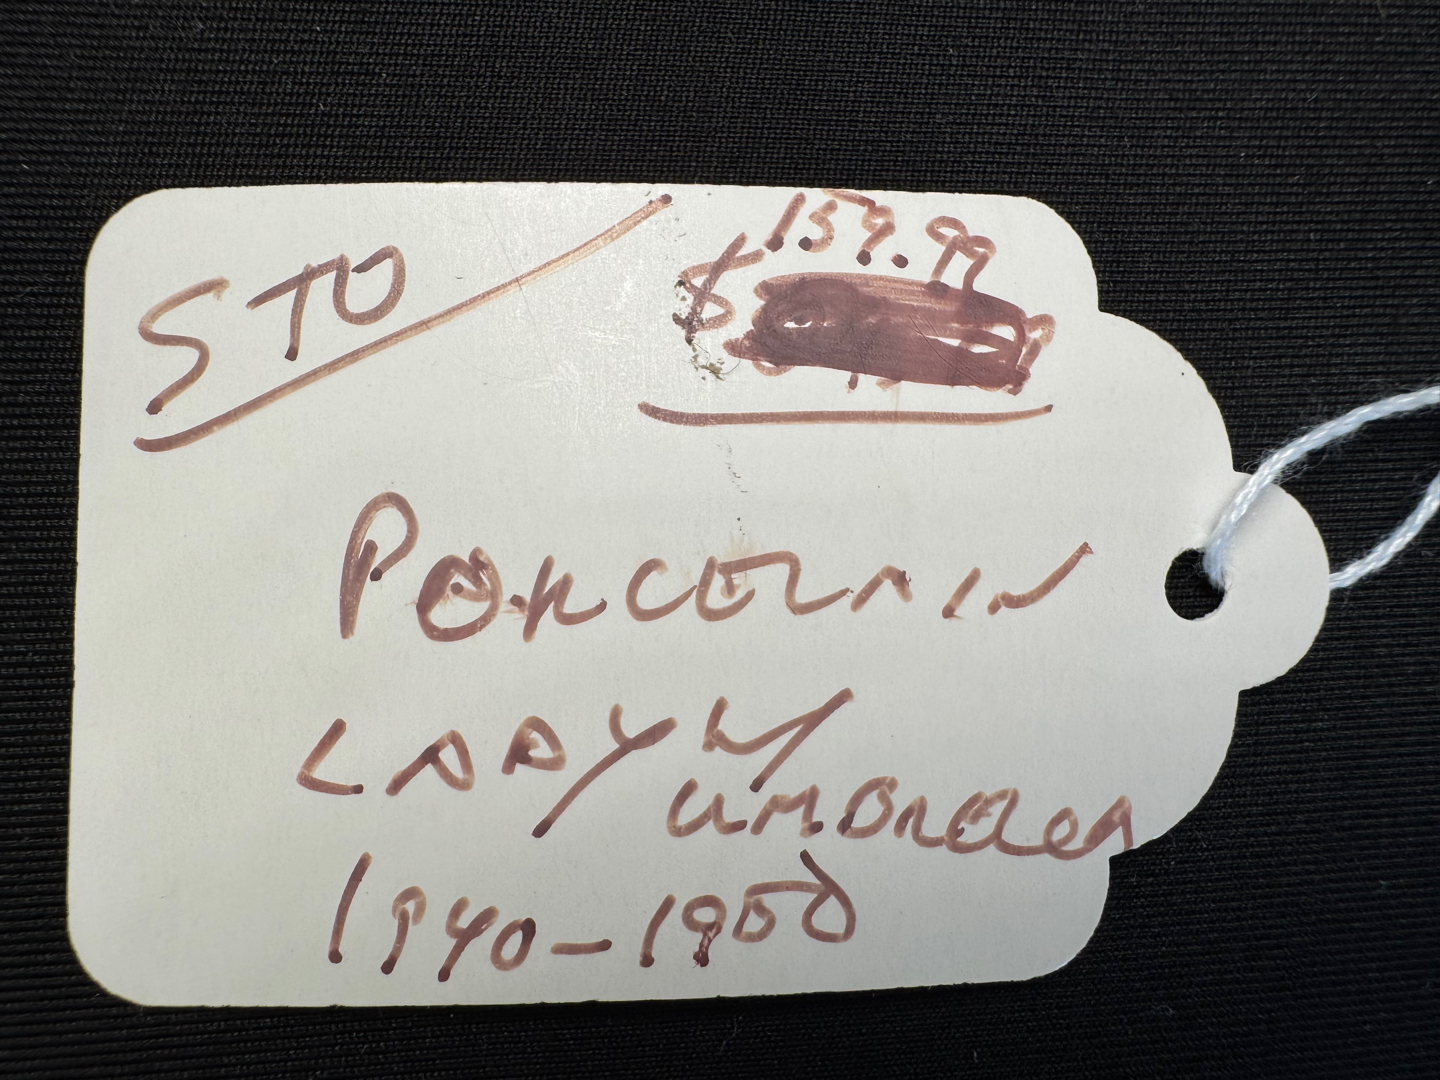 STO
$159.99
PORCELAIN
LADY W/
UMBRELLA
1940-1950